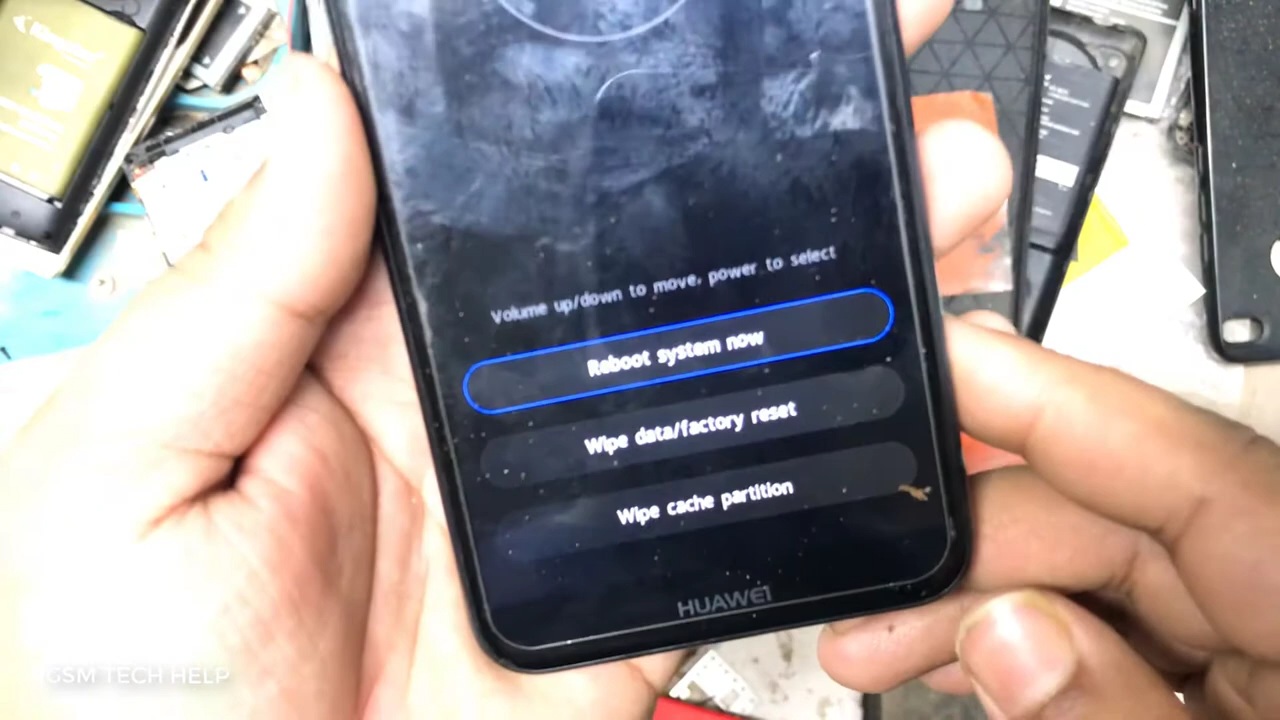 Volume up/down to move, power to select
Reboot system now
Wipe data/factory reset
Wipe cache partition
HUAWEI
GSM TECH HELP